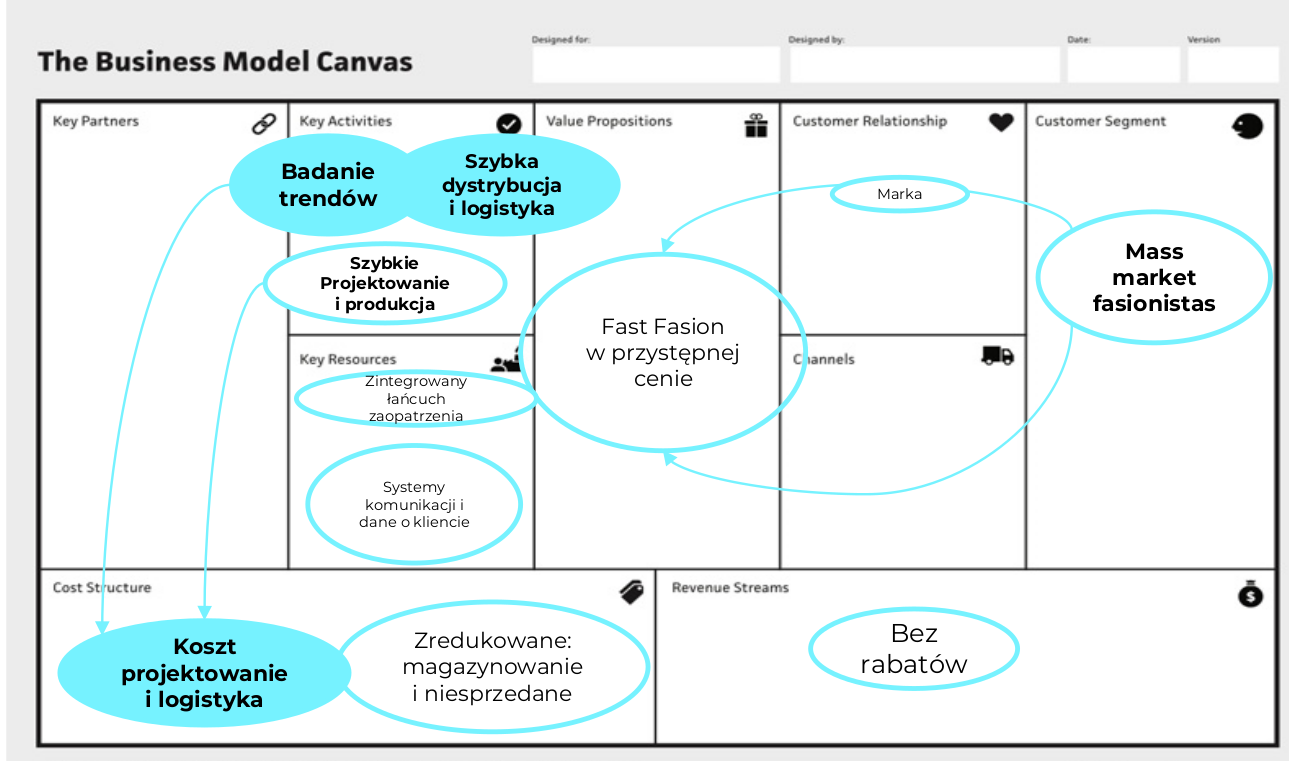 Designed for:
Designed by:
Date:
Version
The Business Model Canvas
Key Partners
Key Activities
Value Propositions
Customer Relationship
Customer Segment
Badanie
trendów
Szybka
dystrybucja
i logistyka
Szybkie
Projektowanie
i produkcja
Marka
Mass
market
fasionistas
Fast Fasion
w przystępnej
cenie
Key Resources
Zintegrowany
łańcuch
zaopatrzenia
Systemy
komunikacji i
dane o kliencie
Channels
Cost Structure
Koszt
projektowanie
i logistyka
Zredukowane:
magazynowanie
i niesprzedane
Revenue Streams
Bez
rabatów